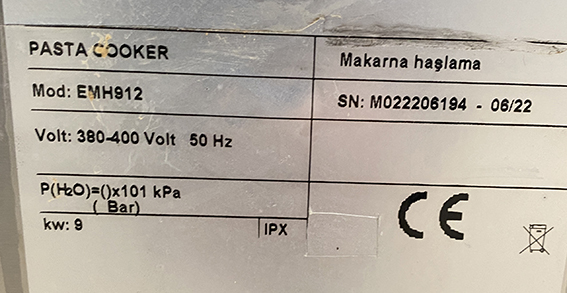 PASTA COOKER
Makarna haşlama
Mod: EMH912
SN: M022206194 - 06/22
Volt: 380-400 Volt 50 Hz
P(H2O)=()x101 kPa
( Bar)
kw: 9
IPX
CE